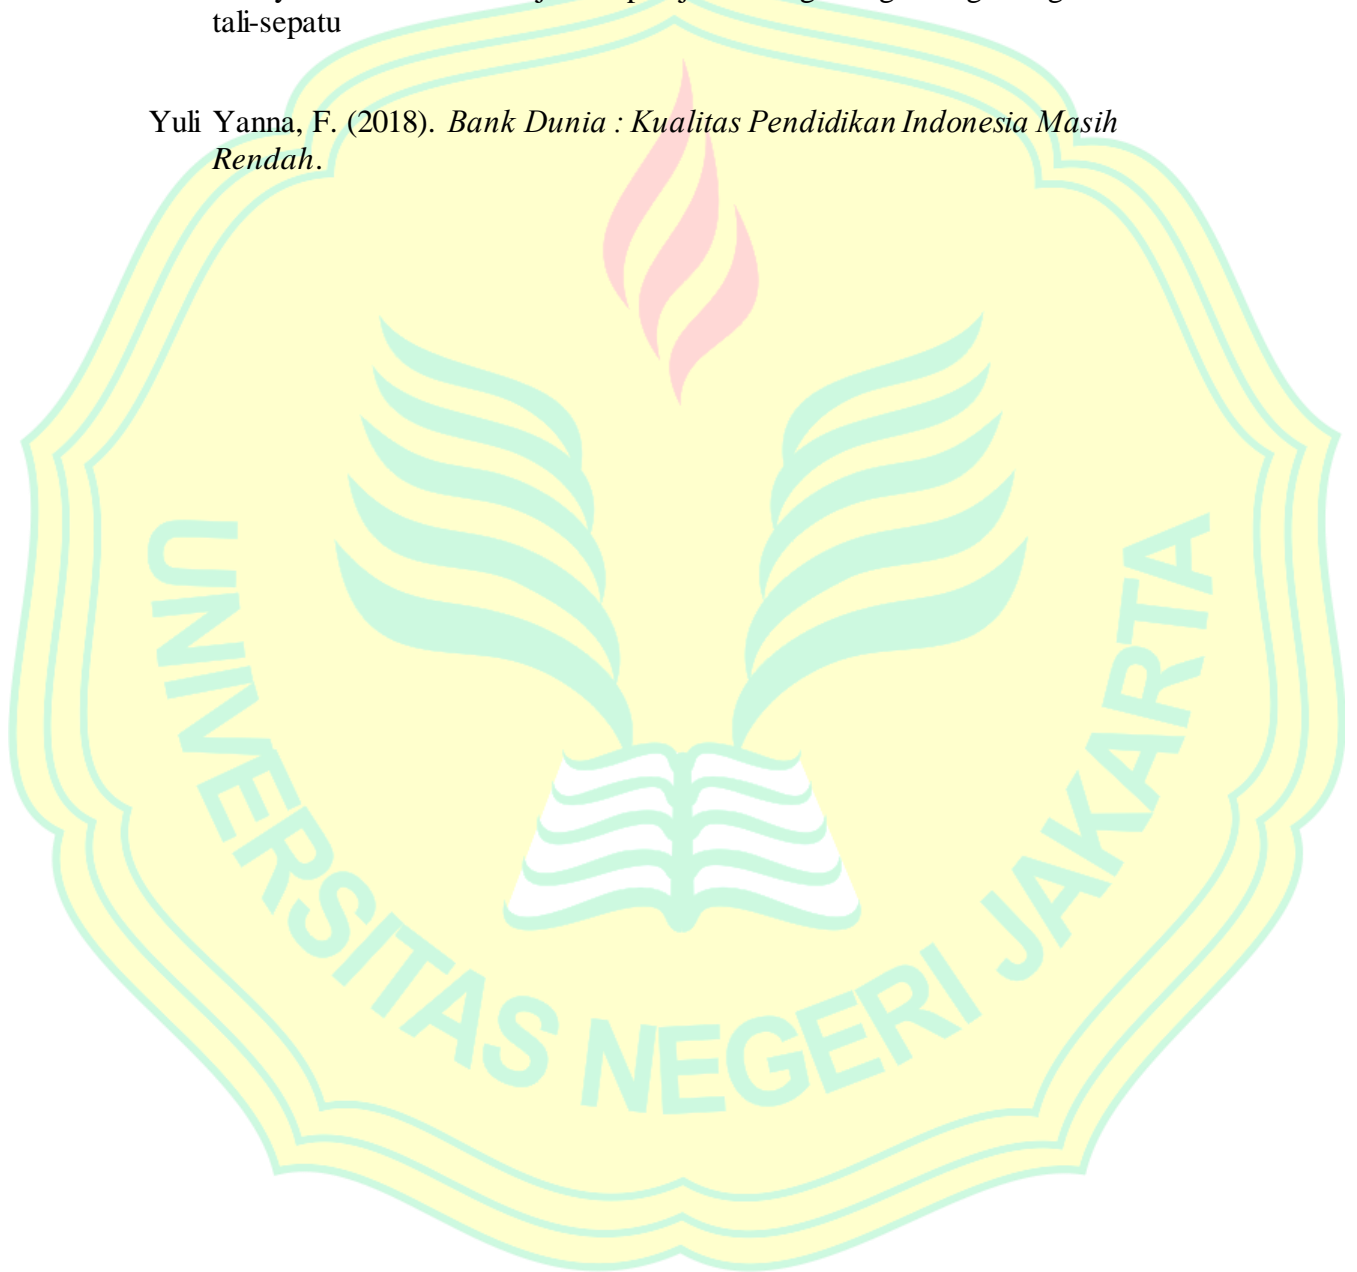 tali-sepatu
Yuli Yanna, F. (2018). Bank Dunia : Kualitas Pendidikan Indonesia Masih
Rendah.
UNIVERSITAS NEGERI JAKARTA